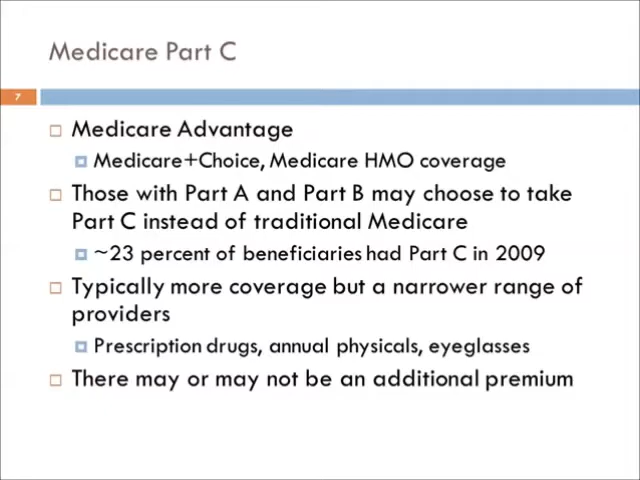 Medicare Part C
7
Medicare Advantage
Medicare+Choice, Medicare HMO coverage
Those with Part A and Part B may choose to take
Part C instead of traditional Medicare
~23 percent of beneficiaries had Part C in 2009
Typically more coverage but a narrower range of
providers
Prescription drugs, annual physicals, eyeglasses
There may or may not be an additional premium